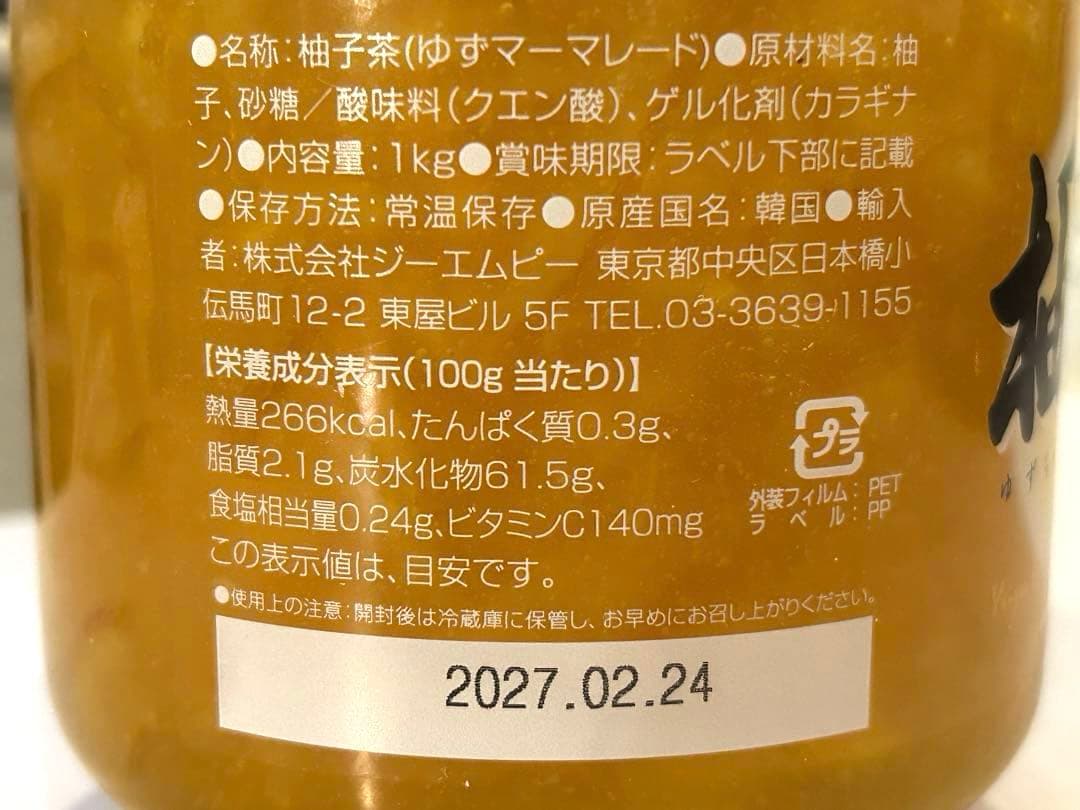 ●名称:柚子茶(ゆずマーマレード)●原材料名:柚
子、砂糖／酸味料(クエン酸)、ゲル化剤(カラギナ
ン)●内容量:1kg●賞味期限:ラベル下部に記載
●保存方法:常温保存●原産国名:韓国●輸入
者:株式会社ジーエムピー 東京都中央区日本橋小
伝馬町12-2 東屋ビル 5F TEL.03-3639-1155
【栄養成分表示(100g 当たり)】
熱量266kcal、たんぱく質0.3g、
脂質2.1g、炭水化物61.5g、
食塩相当量0.24g、ビタミンC140mg
この表示値は、目安です。
プラ
外装フィルム: PET
ラベル: PP
●使用上の注意:開封後は冷蔵庫に保管し、お早めにお召し上がりください。
2027.02.24
柚
ゆず